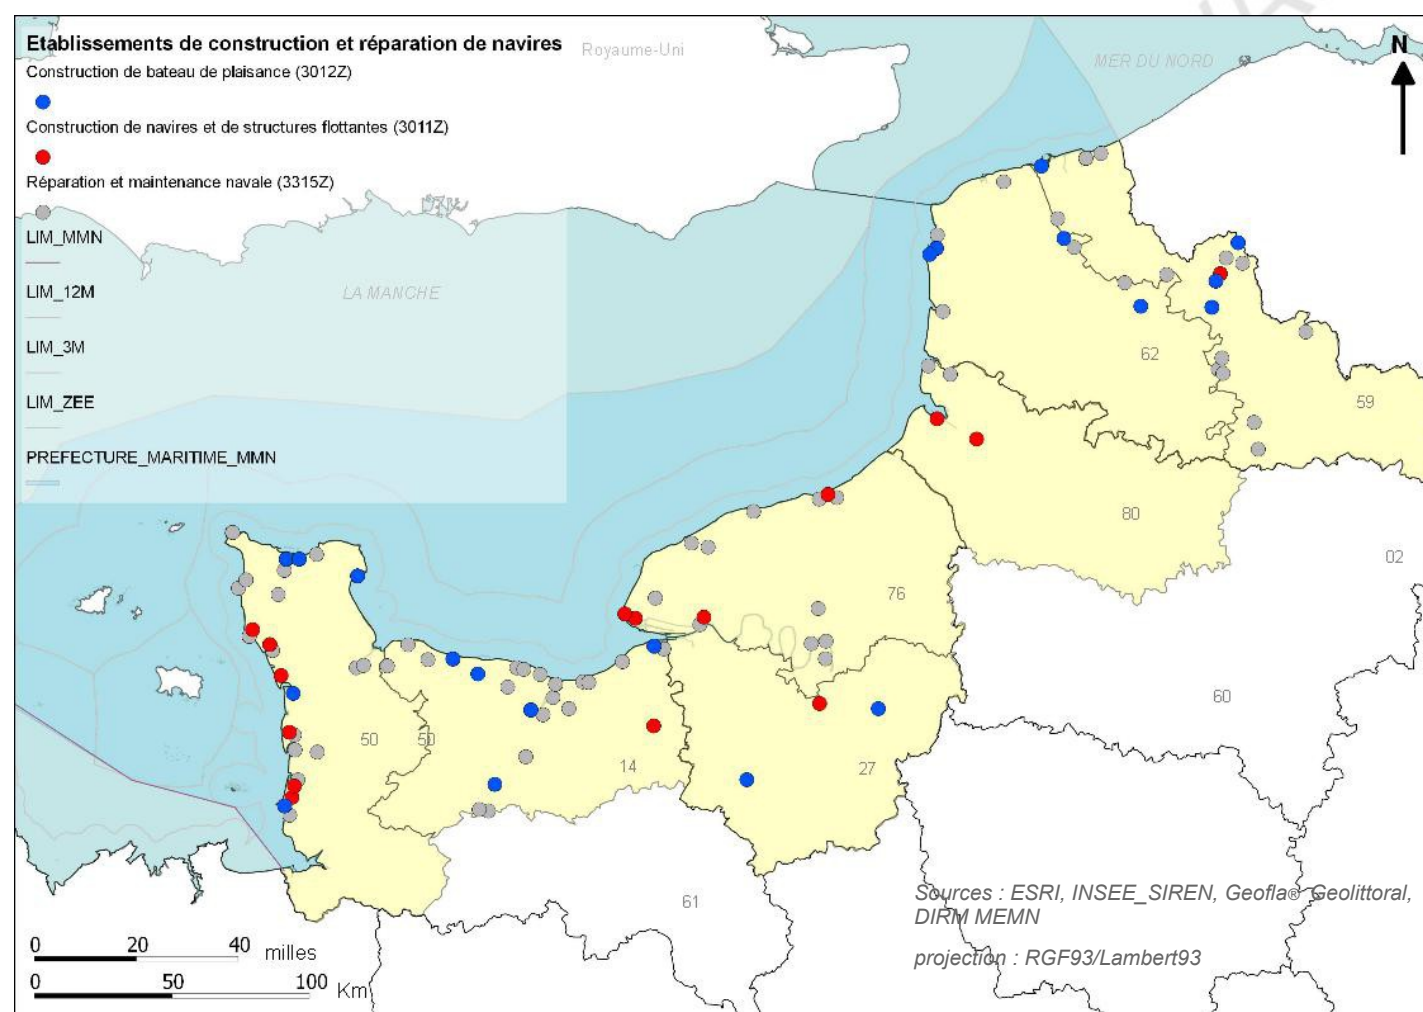 Etablissements de construction et réparation de navires
Royaume-Uni
Construction de bateau de plaisance (3012Z)
MER DU NORD
N
Construction de navires et de structures flottantes (3011Z)
Réparation et maintenance navale (3315Z)
LIM_MMN
LIM_12M
LA MANCHE
LIM_3M
62
LIM_ZEE
59
PREFECTURE_MARITIME_MMN
80
02
76
60
50
50
14
27
61
Sources : ESRI, INSEE_SIREN, Geofla® Geolittoral,
DIRM MEMN
projection : RGF93/Lambert93
0 20 40 milles
0 50 100 Km